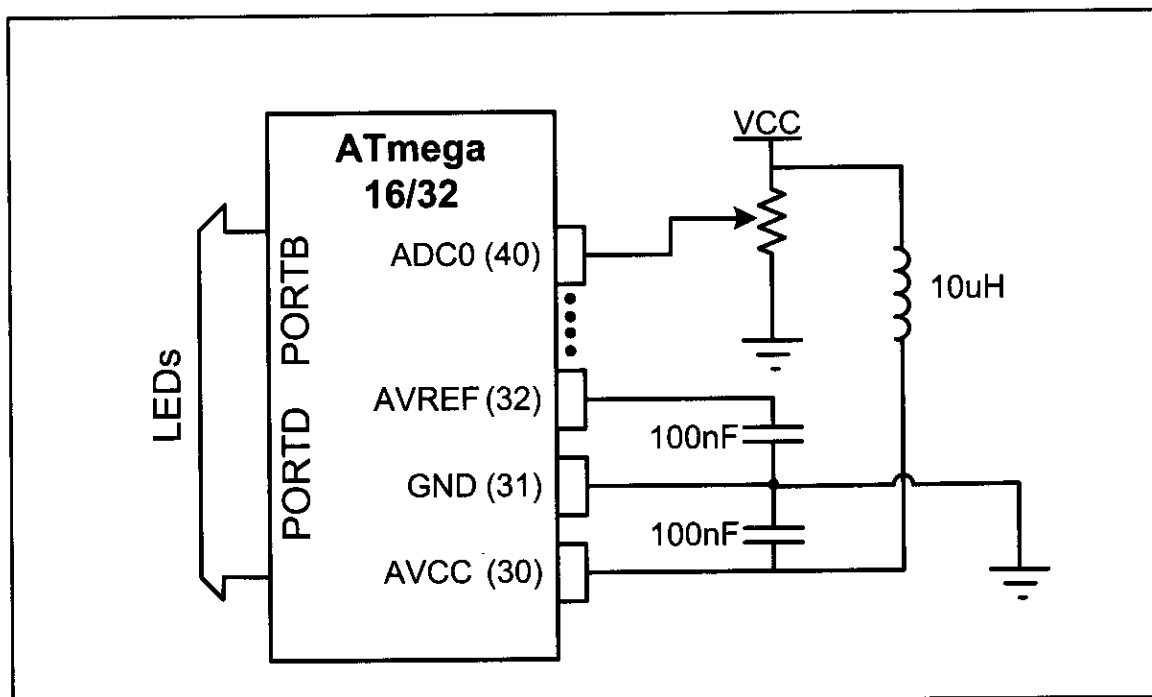 ATmega
16/32
VCC
ADC0 (40)
10uH
PORTB
LEDs
AVREF (32)
100nF
PORTD
GND (31)
100nF
AVCC (30)